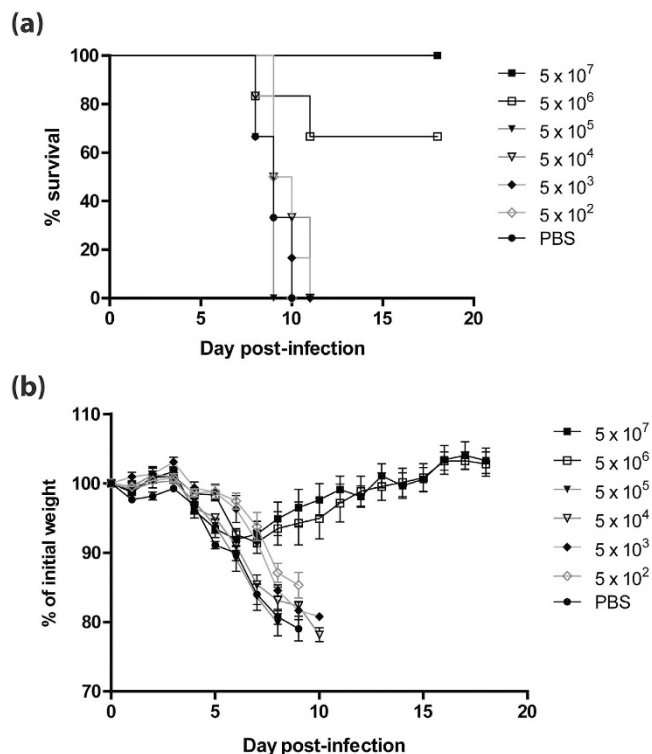 (a)
% survival
100
80
60
40
20
0
0 5 10 15 20
Day post-infection
5 x 10⁷
5 x 10⁶
5 x 10⁵
5 x 10⁴
5 x 10³
5 x 10²
PBS
(b)
% of initial weight
110
100
90
80
70
0 5 10 15 20
Day post-infection
5 x 10⁷
5 x 10⁶
5 x 10⁵
5 x 10⁴
5 x 10³
5 x 10²
PBS